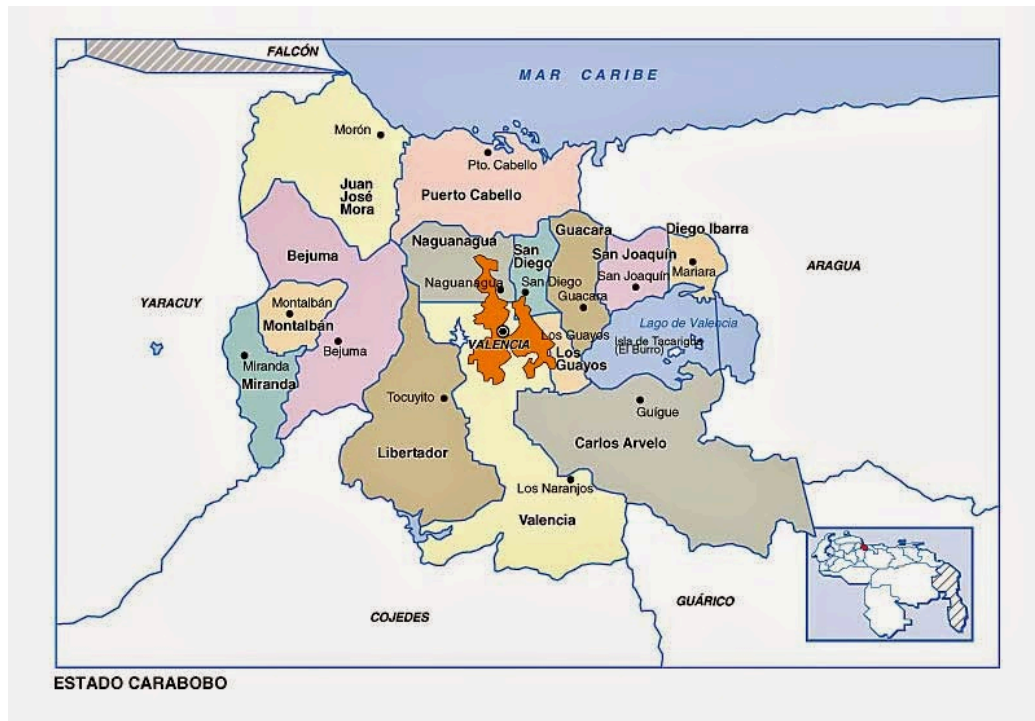 FALCÓN
MAR CARIBE
Morón
Pto. Cabello
Juan
José
Mora
Puerto Cabello
Guacara
Diego Ibarra
Naguanagua
San
Diego
San Joaquín
Bejuma
ARAGUA
Mariara
San Joaquín
Naguanagua
San Diego
Guacara
YARACUY
Montalbán
Montalbán
Lago de Valencia
Los Guayos
Isla de Tacarigua
(El Burro)
VALENCIA
Bejuma
Los
Guayos
Miranda
Miranda
Tocuyito
Guígue
Carlos Arvelo
Libertador
Los Naranjos
Valencia
GUÁRICO
COJEDES
ESTADO CARABOBO